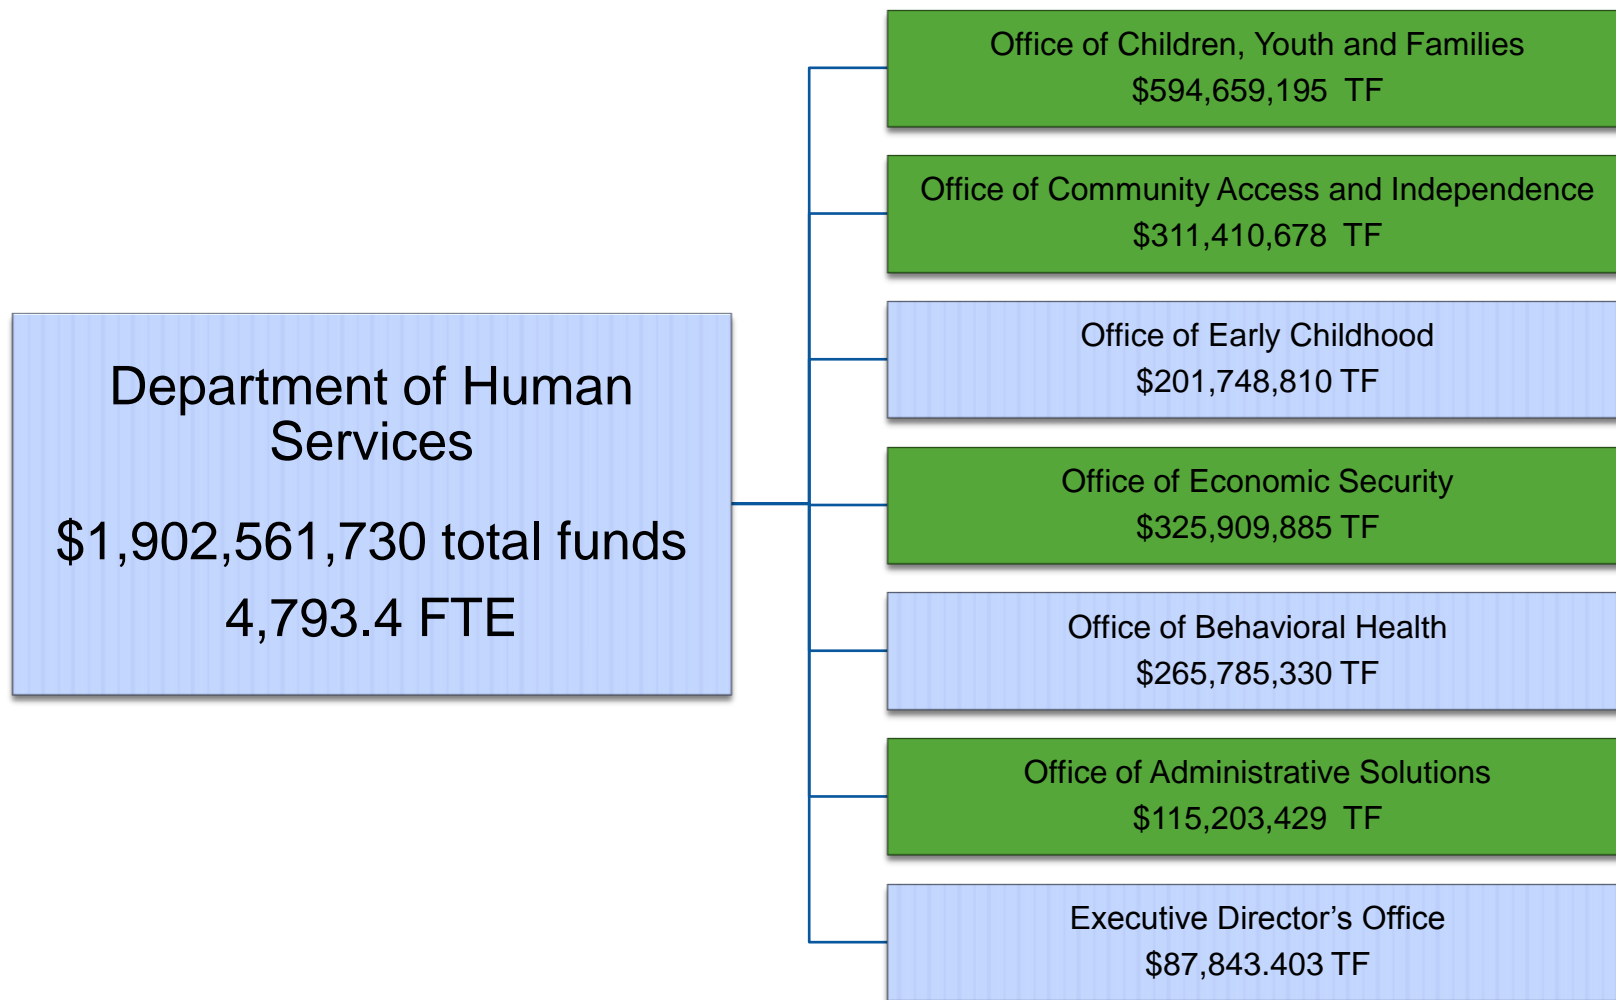 Department of Human
Services
$1,902,561,730 total funds
4,793.4 FTE
Office of Children, Youth and Families
$594,659,195 TF
Office of Community Access and Independence
$311,410,678 TF
Office of Early Childhood
$201,748,810 TF
Office of Economic Security
$325,909,885 TF
Office of Behavioral Health
$265,785,330 TF
Office of Administrative Solutions
$115,203,429 TF
Executive Director’s Office
$87,843.403 TF